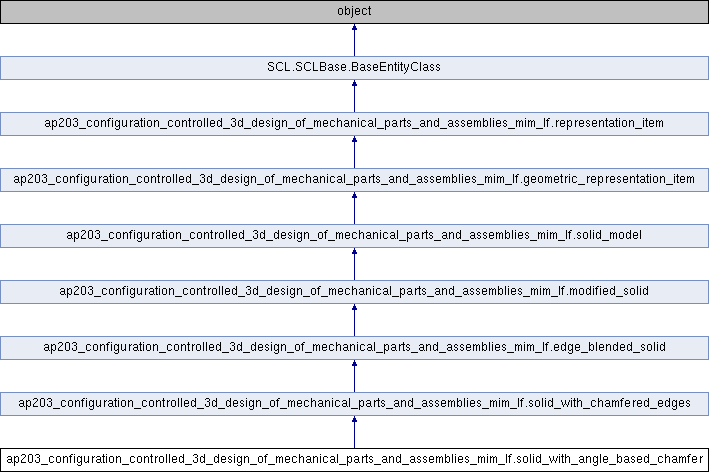 object
SCL.SCLBase.BaseEntityClass
ap203_configuration_controlled_3d_design_of_mechanical_parts_and_assemblies_mim_lf.representation_item
ap203_configuration_controlled_3d_design_of_mechanical_parts_and_assemblies_mim_lf.geometric_representation_item
ap203_configuration_controlled_3d_design_of_mechanical_parts_and_assemblies_mim_lf.solid_model
ap203_configuration_controlled_3d_design_of_mechanical_parts_and_assemblies_mim_lf.modified_solid
ap203_configuration_controlled_3d_design_of_mechanical_parts_and_assemblies_mim_lf.edge_blended_solid
ap203_configuration_controlled_3d_design_of_mechanical_parts_and_assemblies_mim_lf.solid_with_chamfered_edges
ap203_configuration_controlled_3d_design_of_mechanical_parts_and_assemblies_mim_lf.solid_with_angle_based_chamfer